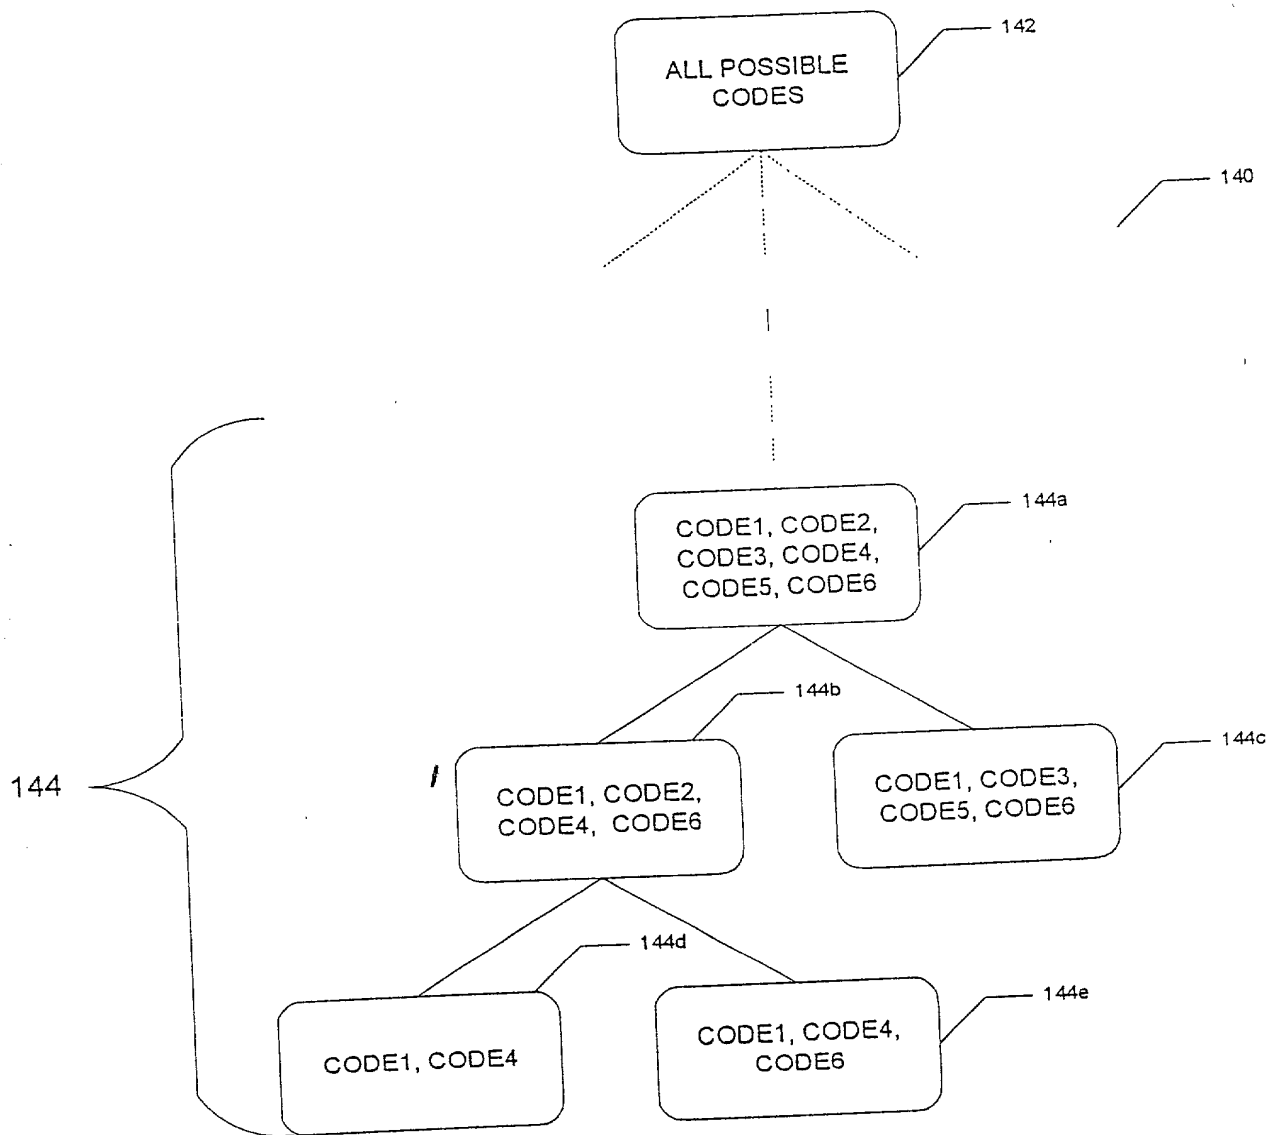 142
ALL POSSIBLE
CODES
140
144a
CODE1, CODE2,
CODE3, CODE4,
CODE5, CODE6
144b
144c
144
CODE1, CODE2,
CODE4, CODE6
CODE1, CODE3,
CODE5, CODE6
144d
144e
CODE1, CODE4
CODE1, CODE4,
CODE6